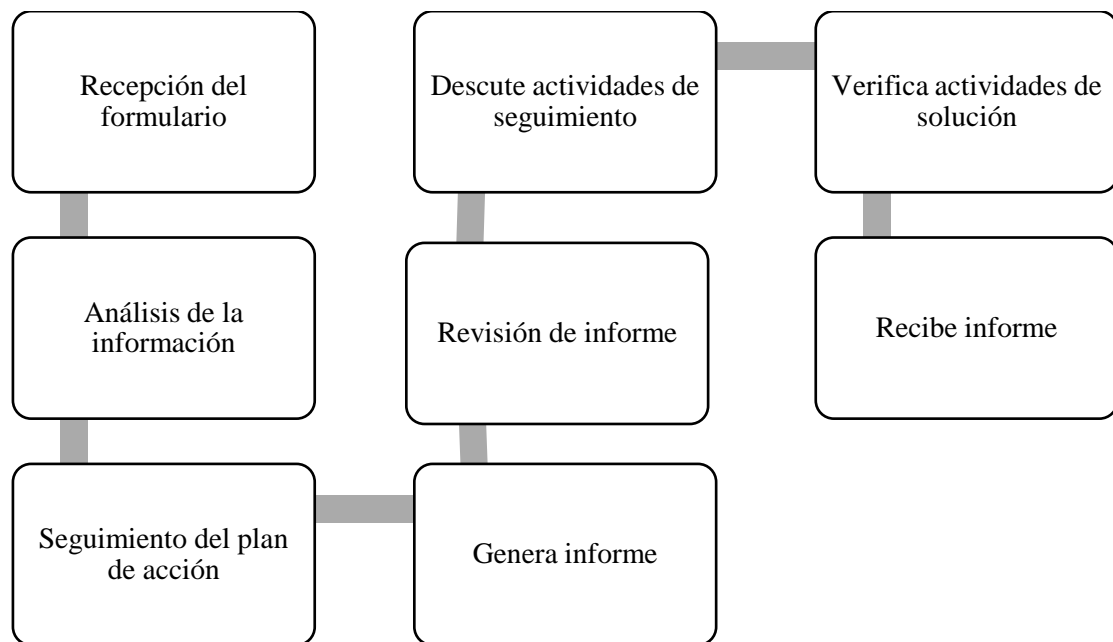 Recepción del
formulario
Análisis de la
información
Seguimiento del plan
de acción
Genera informe
Revisión de informe
Descute actividades de
seguimiento
Verifica actividades de
solución
Recibe informe